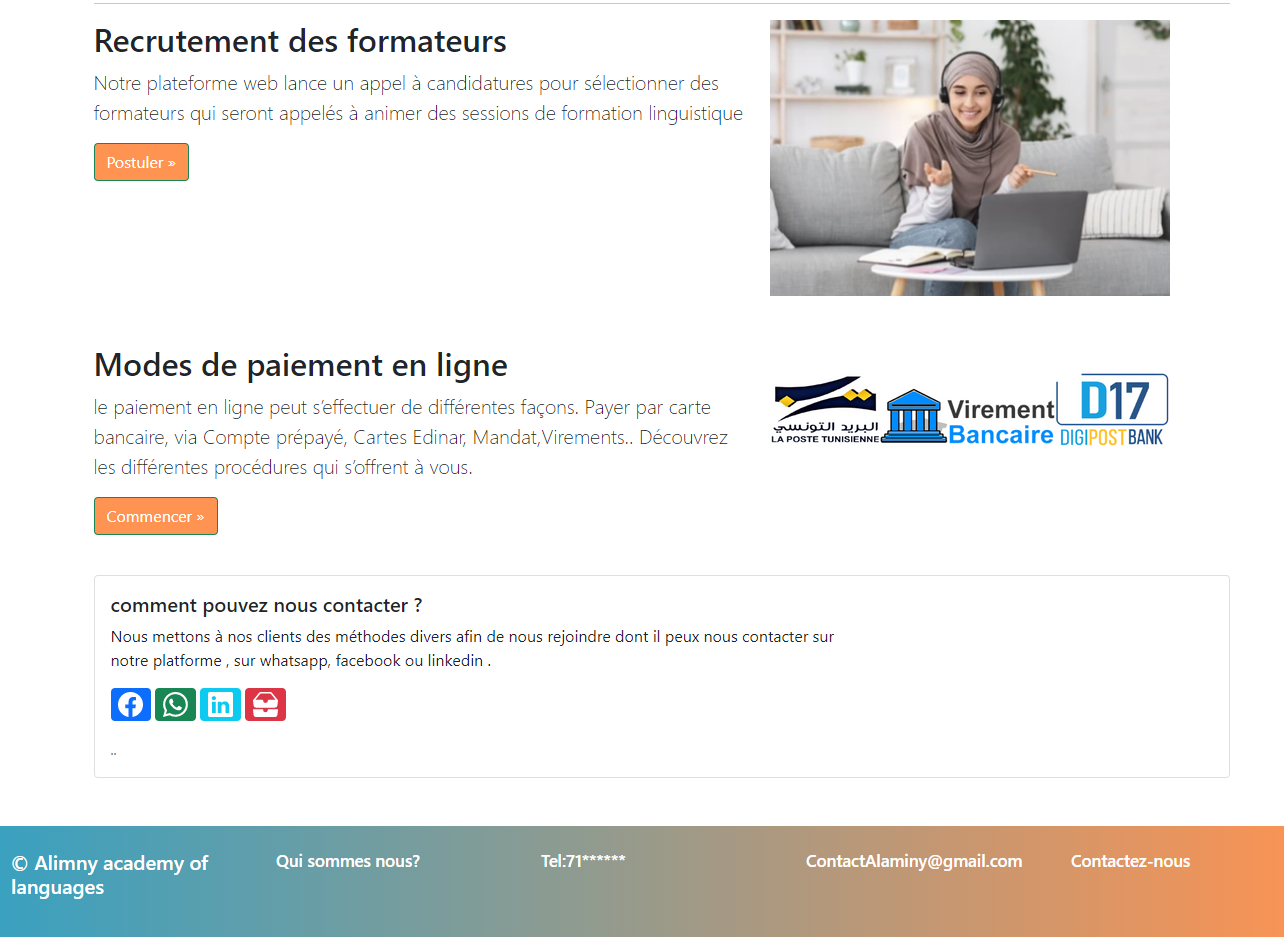 Recrutement des formateurs
Notre plateforme web lance un appel à candidatures pour sélectionner des
formateurs qui seront appelés à animer des sessions de formation linguistique
Postuler »
Modes de paiement en ligne
le paiement en ligne peut s’effectuer de différentes façons. Payer par carte
bancaire, via Compte prépayé, Cartes Edinar, Mandat,Virements.. Découvrez
les différentes procédures qui s’offrent à vous.
Commencer »
البريد التونسي
LA POSTE TUNISIENNE
Virement
Bancaire
D17
DIGIPOSTBANK
comment pouvez nous contacter ?
Nous mettons à nos clients des méthodes divers afin de nous rejoindre dont il peux nous contacter sur
notre platforme , sur whatsapp, facebook ou linkedin .
in
..
© Alimny academy of
languages
Qui sommes nous?
Tel:71******
ContactAlaminy@gmail.com
Contactez-nous